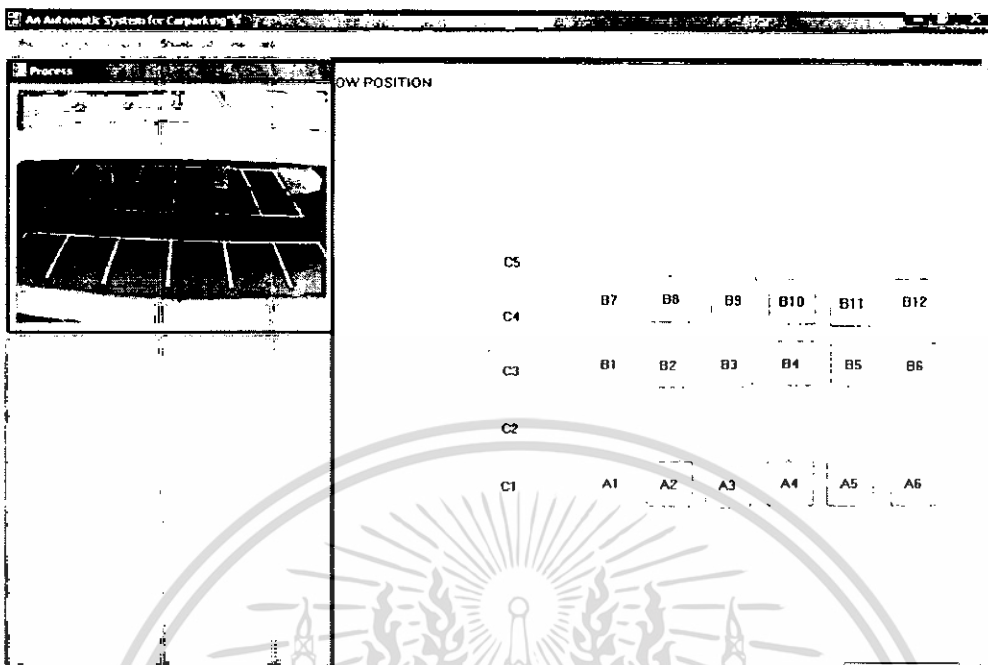 An Automatic System for Carparking
Process
OW POSITION
C5
B7 B8 B9 B10 B11 B12
C4
C3 B1 B2 B3 B4 B5 B6
C2
C1 A1 A2 A3 A4 A5 A6